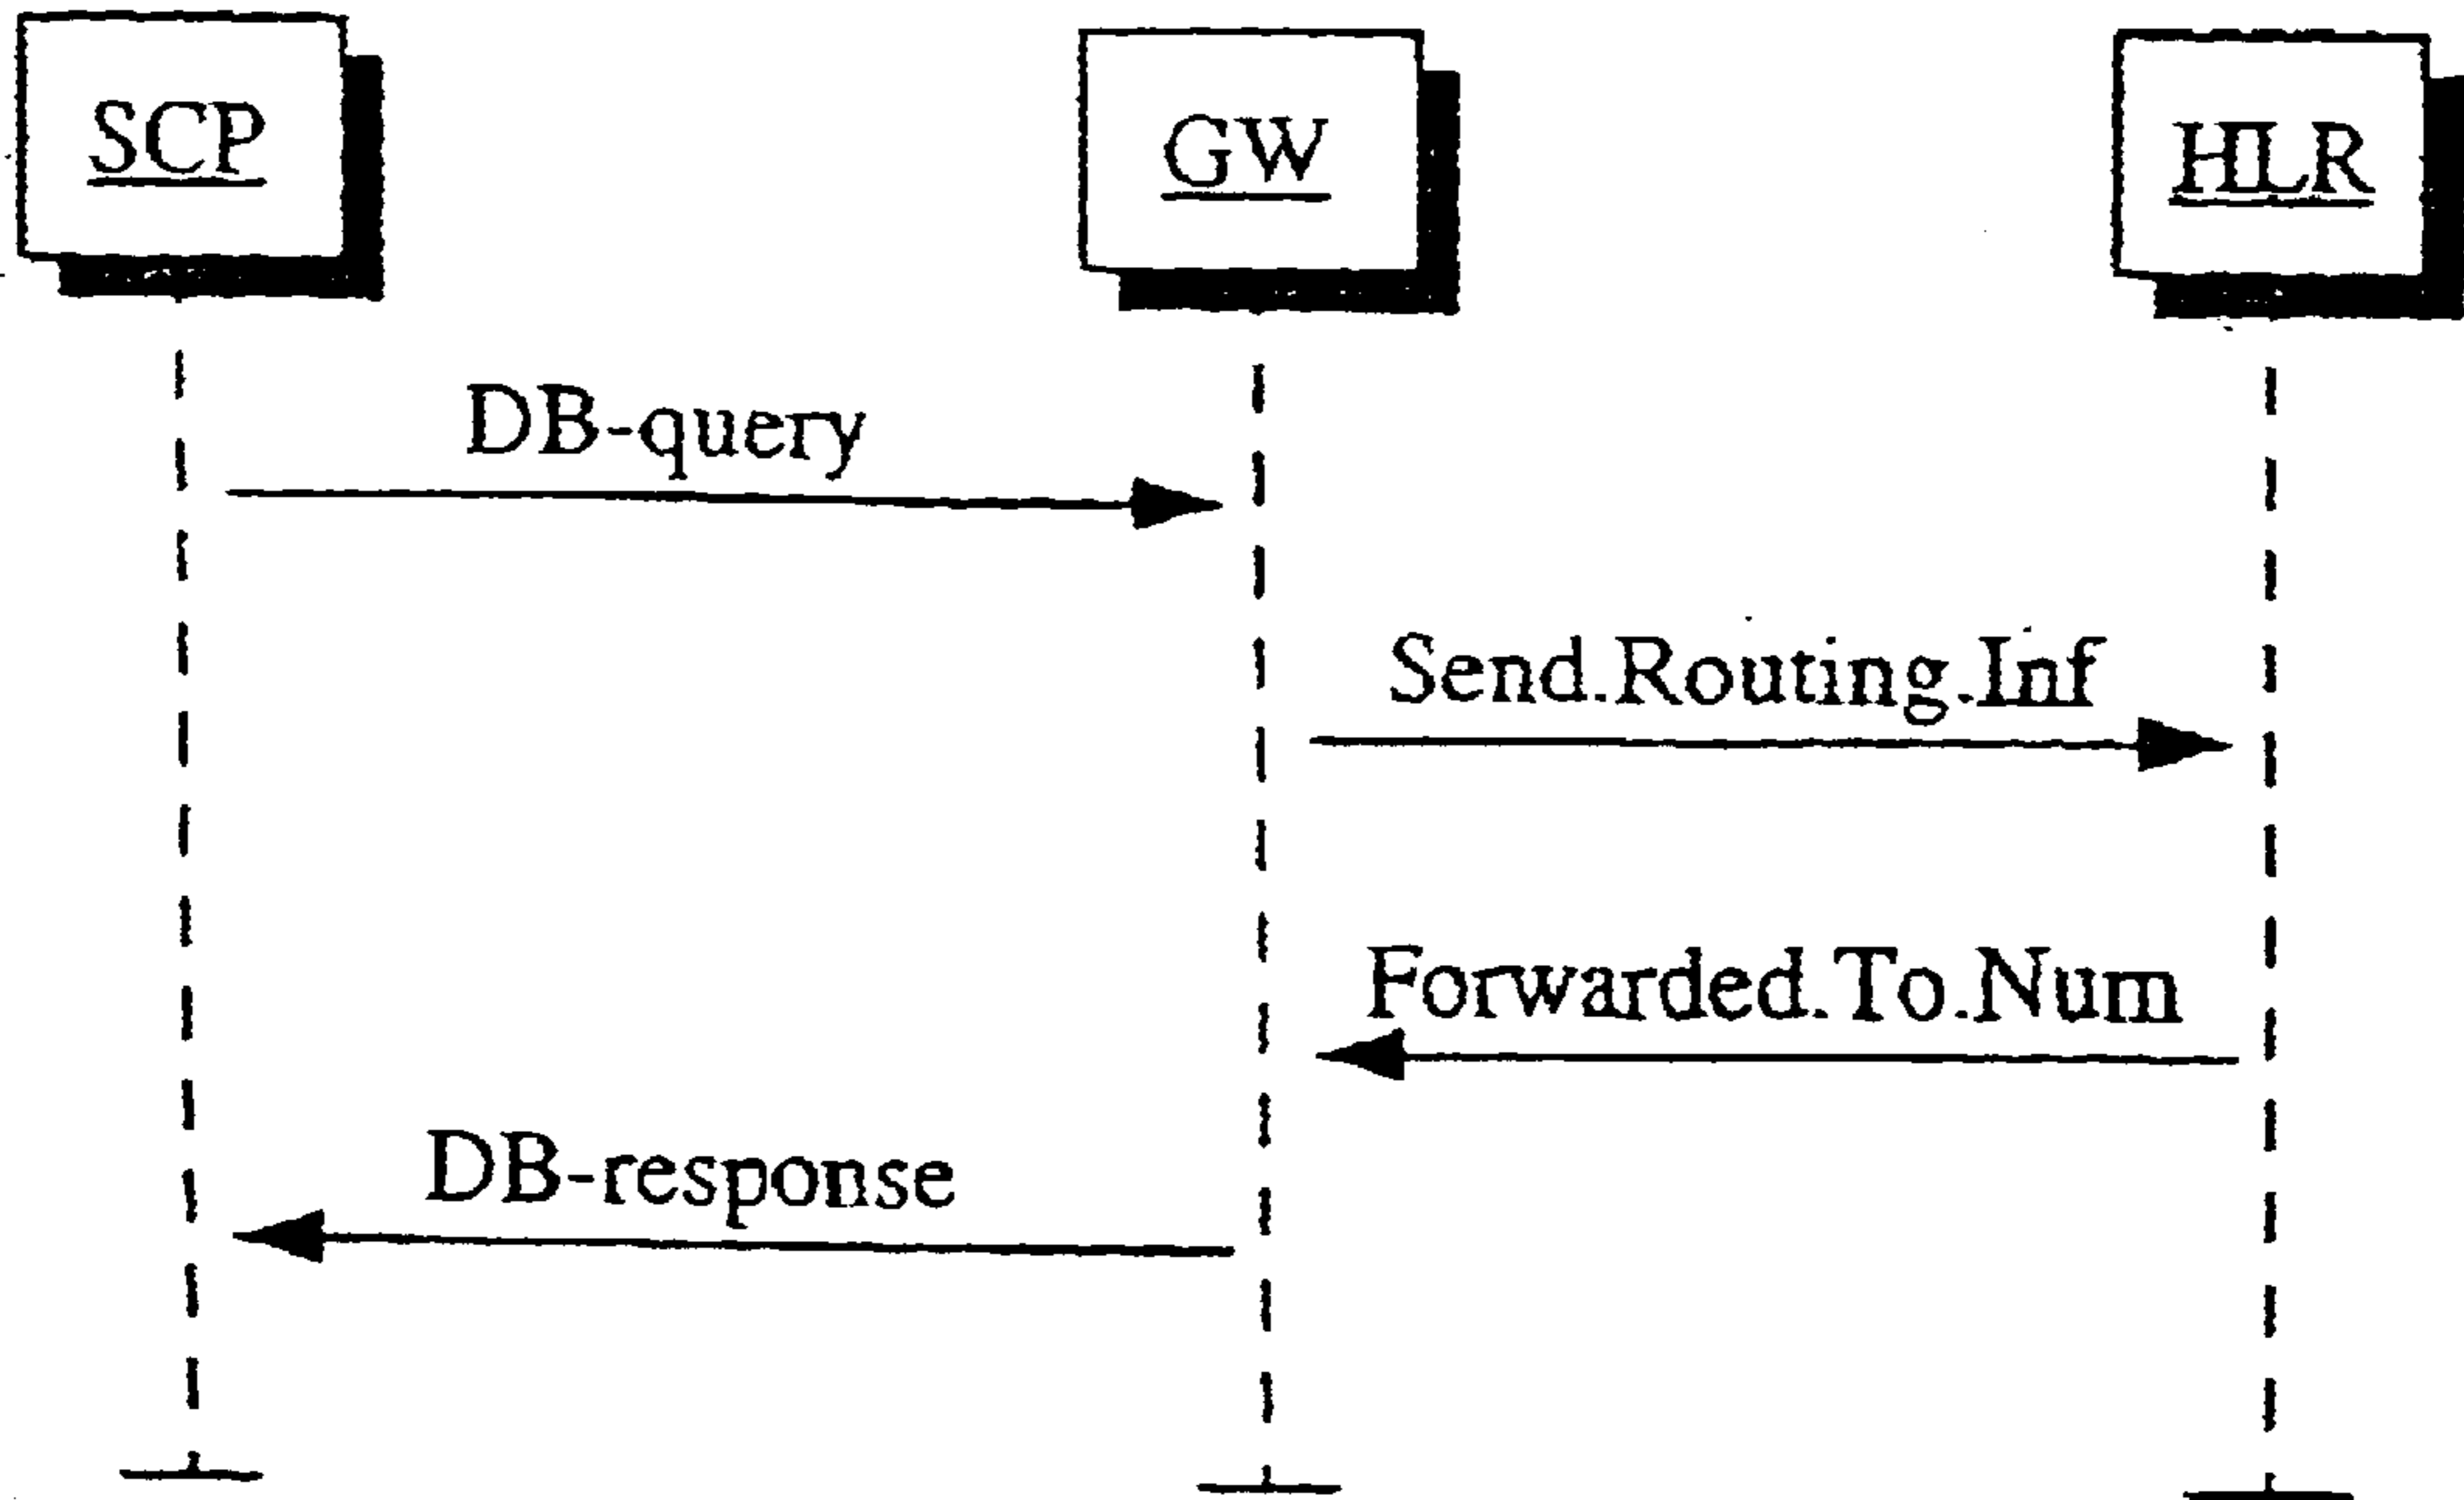 SCP
GW
HLR
DB-query
Send.Routing.Inf
Forwarded.To.Num
DB-response